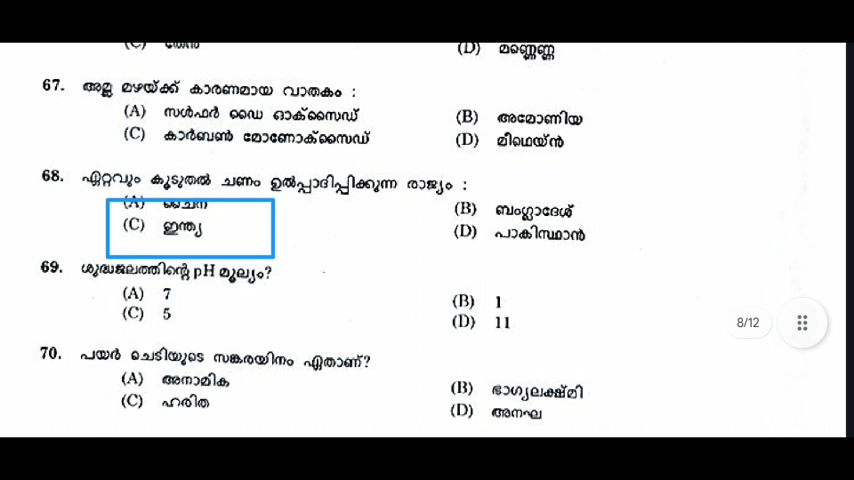 (C) തേൻ (D) മണ്ണെണ്ണ
67. അമ്ല മഴയ്ക്ക് കാരണമായ വാതകം :
(A) സൾഫർ ഡൈ ഓക്സൈഡ് (B) അമോണിയ
(C) കാർബൺ മോണോക്സൈഡ് (D) മീഥെയ്ൻ
68. ഏറ്റവും കൂടുതൽ ചണം ഉൽപ്പാദിപ്പിക്കുന്ന രാജ്യം :
(A) ചൈന (B) ബംഗ്ലാദേശ്
(C) ഇന്ത്യ (D) പാകിസ്ഥാൻ
69. ശുദ്ധജലത്തിന്റെ pH മൂല്യം?
(A) 7 (B) 1
(C) 5 (D) 11
8/12
70. പയർ ചെടിയുടെ സങ്കരയിനം ഏതാണ്?
(A) അനാമിക (B) ഭാഗ്യലക്ഷ്മി
(C) ഹരിത (D) അനഘ